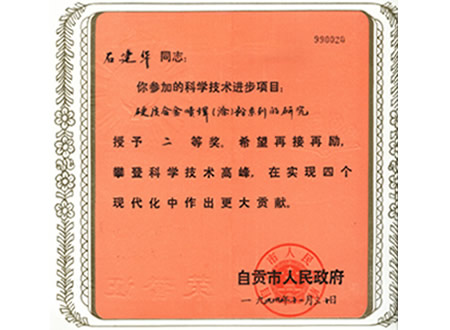 990020
石建华 同志:
你参加的科学技术进步项目:
硬质合金喷焊(涂)粉系列的研究
授予 二 等奖。希望再接再励,
攀登科学技术高峰,在实现四个
现代化中作出更大贡献。
自贡市人民政府